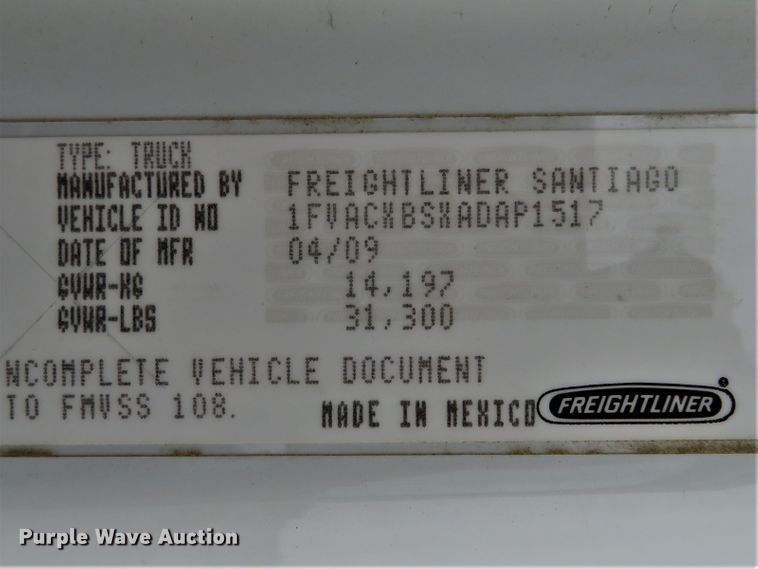 TYPE: TRUCK
MANUFACTURED BY FREIGHTLINER SANTIAGO
VEHICLE ID NO 1FVACXBSXADAP1517
DATE OF MFR 04/09
GVWR-KG 14,197
GVWR-LBS 31,300
NCOMPLETE VEHICLE DOCUMENT
TO FMVSS 108.
MADE IN MEXICO FREIGHTLINER
Purple Wave Auction